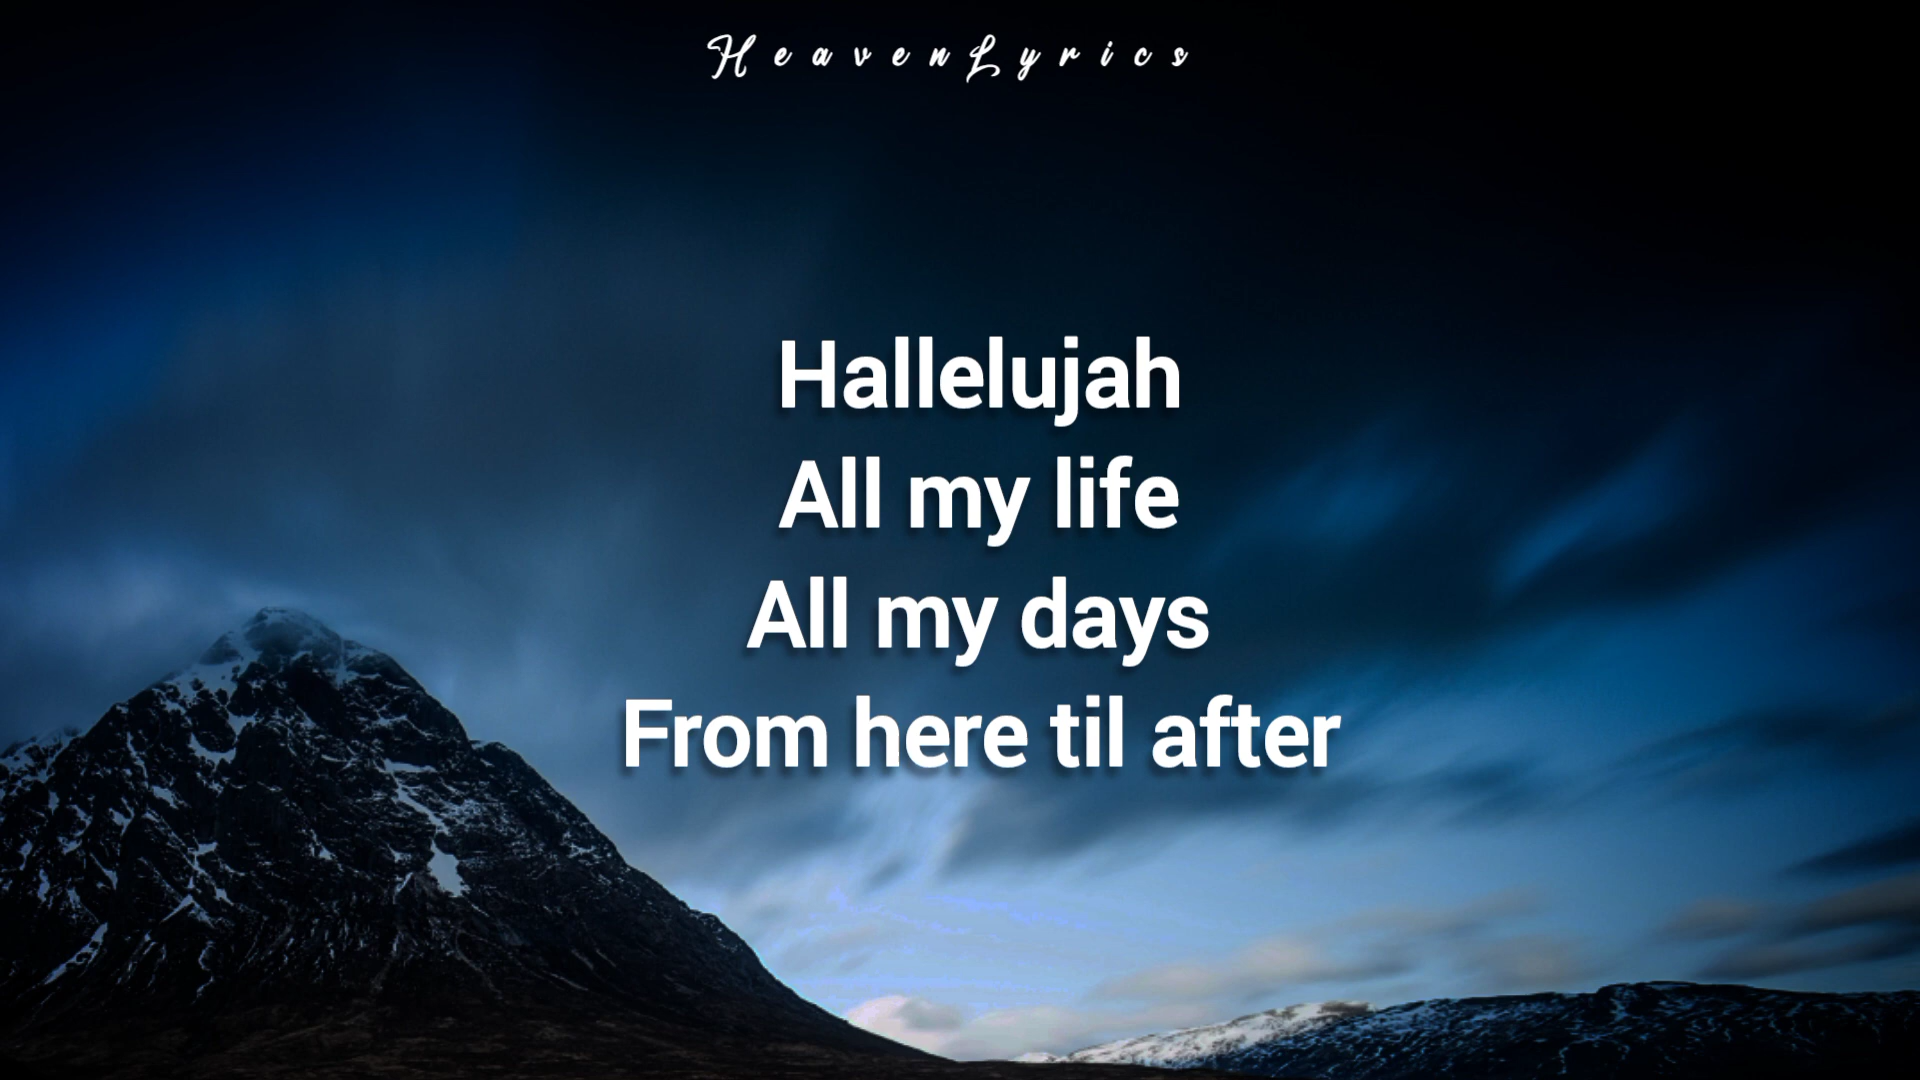 HeavenLyrics
Hallelujah
All my life
All my days
From here til after